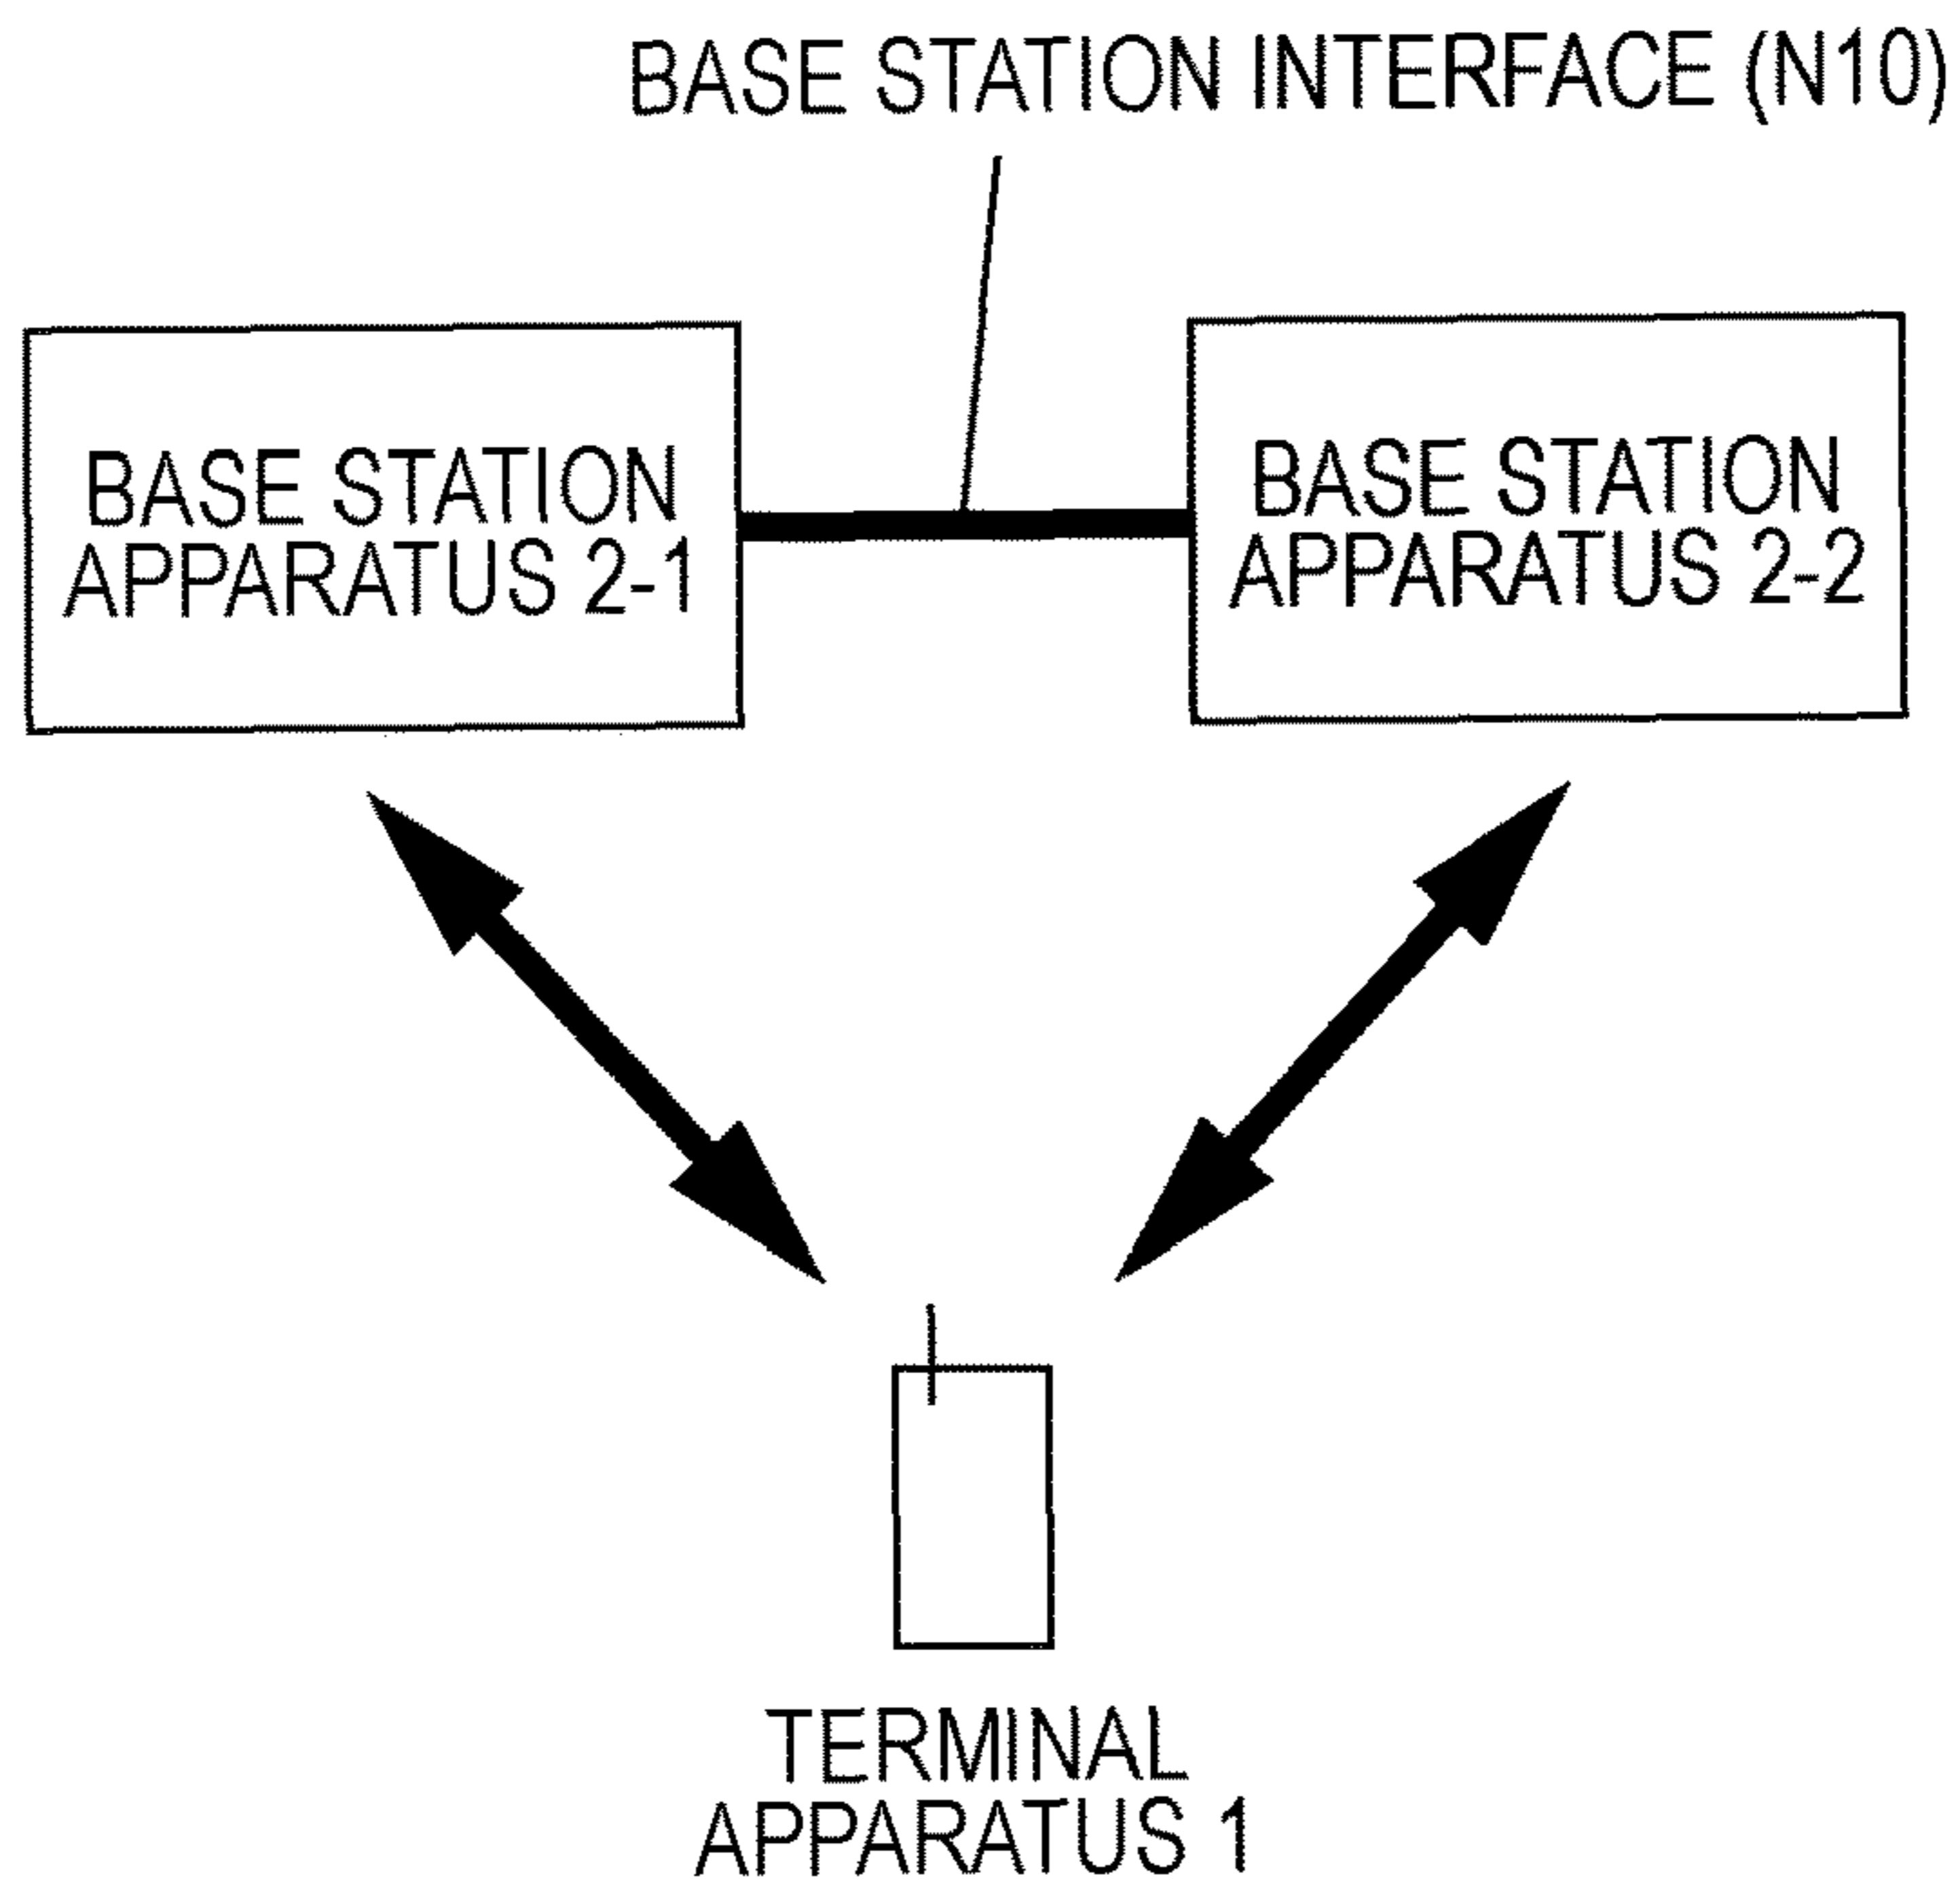 BASE STATION INTERFACE (N10)
BASE STATION
APPARATUS 2-1
BASE STATION
APPARATUS 2-2
TERMINAL
APPARATUS 1